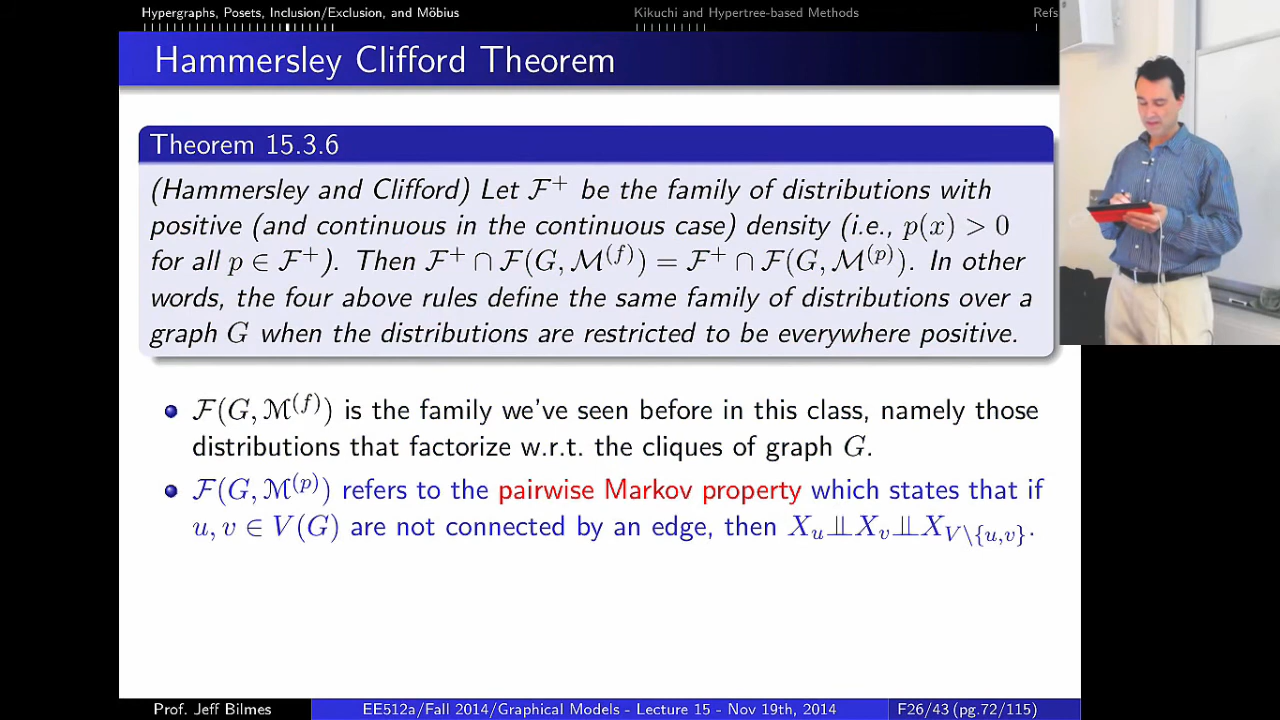 Hypergraphs, Posets, Inclusion/Exclusion, and Möbius Kikuchi and Hypertree-based Methods Refs
Hammersley Clifford Theorem
Theorem 15.3.6
(Hammersley and Clifford) Let ℱ⁺ be the family of distributions with
positive (and continuous in the continuous case) density (i.e., p(x) > 0
for all p ∈ ℱ⁺). Then ℱ⁺ ∩ ℱ(G, ℳ⁽ᶠ⁾) = ℱ⁺ ∩ ℱ(G, ℳ⁽ᵖ⁾). In other
words, the four above rules define the same family of distributions over a
graph G when the distributions are restricted to be everywhere positive.
ℱ(G, ℳ⁽ᶠ⁾) is the family we've seen before in this class, namely those
distributions that factorize w.r.t. the cliques of graph G.
ℱ(G, ℳ⁽ᵖ⁾) refers to the pairwise Markov property which states that if
u, v ∈ V(G) are not connected by an edge, then X_u⫫X_v⫫X_{V\{u,v}}.
Prof. Jeff Bilmes EE512a/Fall 2014/Graphical Models - Lecture 15 - Nov 19th, 2014 F26/43 (pg.72/115)